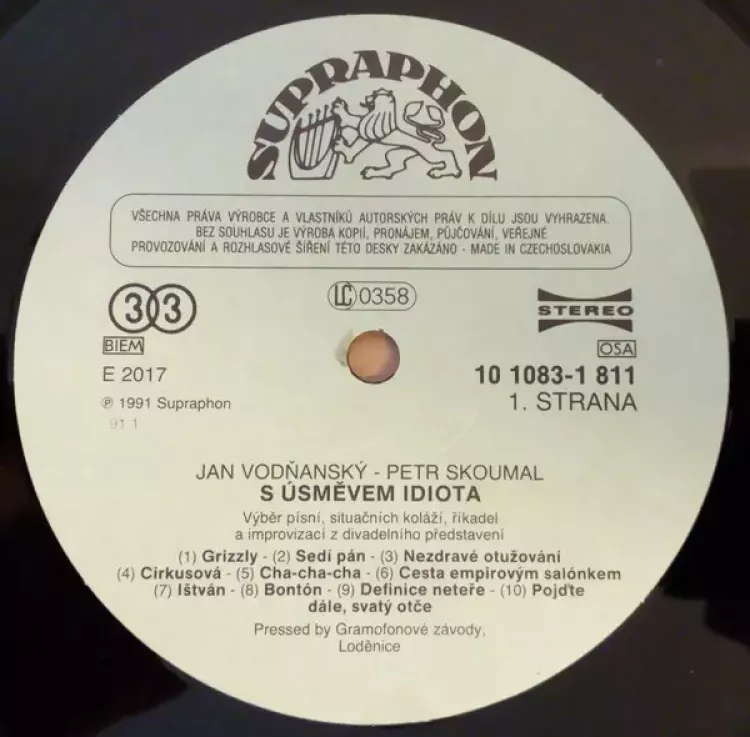 SUPRAPHON
VŠECHNA PRÁVA VÝROBCE A VLASTNÍKŮ AUTORSKÝCH PRÁV K DÍLU JSOU VYHRAZENA.
BEZ SOUHLASU JE VÝROBA KOPIÍ, PRONÁJEM, PŮJČOVÁNÍ, VEŘEJNÉ
PROVOZOVÁNÍ A ROZHLASOVÉ ŠÍŘENÍ TÉTO DESKY ZAKÁZÁNO - MADE IN CZECHOSLOVAKIA
33
LC 0358
STEREO
BIEM
OSA
E 2017
10 1083-1 811
℗ 1991 Supraphon
1. STRANA
91 1
JAN VODŇANSKÝ - PETR SKOUMAL
S ÚSMĚVEM IDIOTA
Výběr písní, situačních koláží, říkadel
a improvizací z divadelního představení
(1) Grizzly - (2) Sedí pán - (3) Nezdravé otužování
(4) Cirkusová - (5) Cha-cha-cha - (6) Cesta empirovým salónkem
(7) Ištván - (8) Bontón - (9) Definice neteře - (10) Pojďte
dále, svatý otče
Pressed by Gramofonové závody,
Loděnice